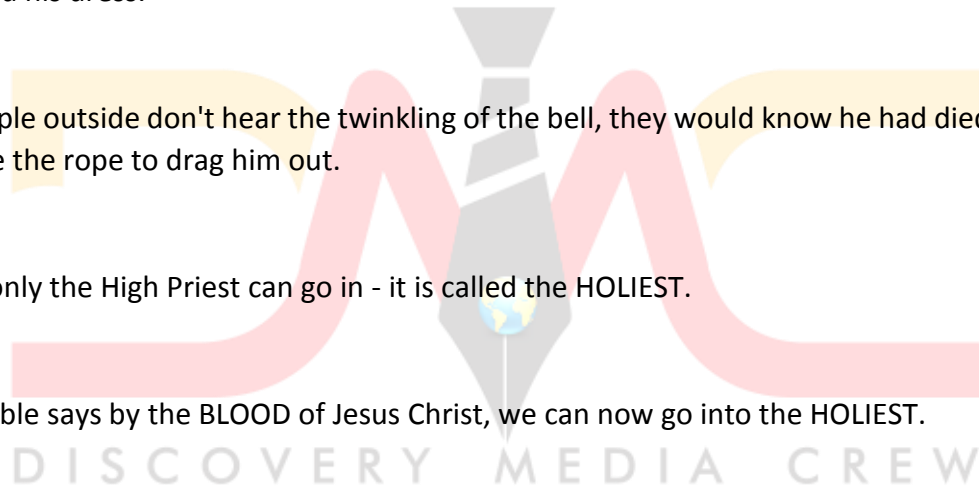 ple outside don't hear the twinkling of the bell, they would know he had died
e the rope to drag him out.
only the High Priest can go in - it is called the HOLIEST.
ble says by the BLOOD of Jesus Christ, we can now go into the HOLIEST.
DISCOVERY MEDIA CREW